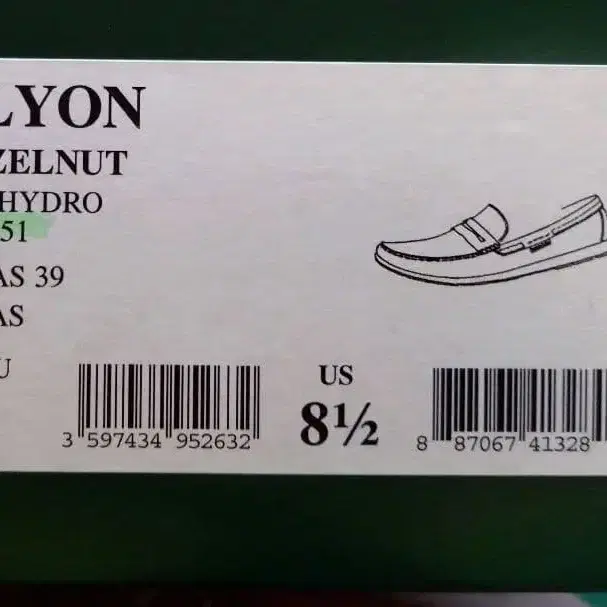 LYON
ZELNUT
HYDRO
51
AS 39
AS
U
3 597434 952632
US
8½
8 87067 41328